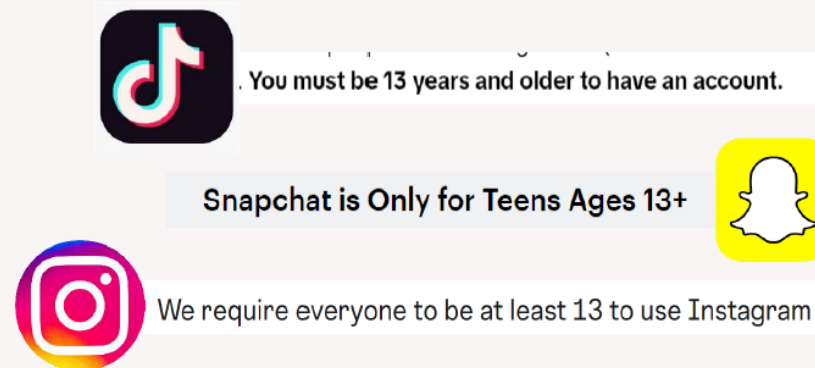 . You must be 13 years and older to have an account.
Snapchat is Only for Teens Ages 13+
We require everyone to be at least 13 to use Instagram